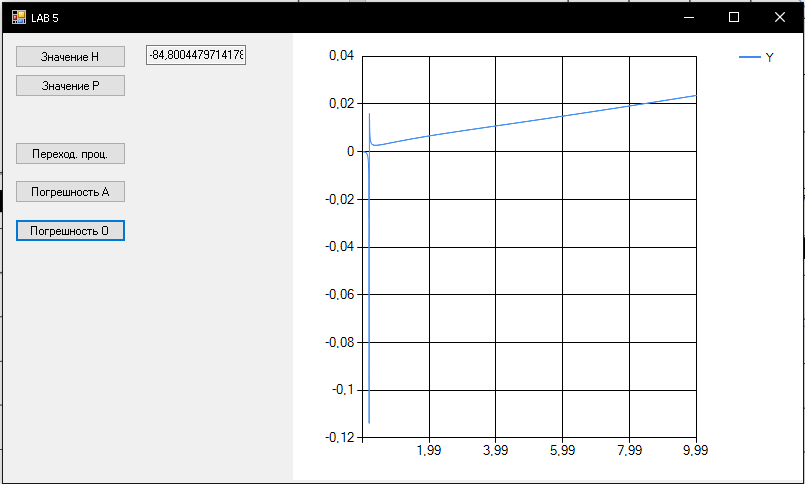 LAB 5
Значение H
-84,8004479714178
Значение P
Переход. проц.
Погрешность А
Погрешность О
Y
0,04
0,02
0
-0,02
-0,04
-0,06
-0,08
-0,1
-0,12
1,99 3,99 5,99 7,99 9,99